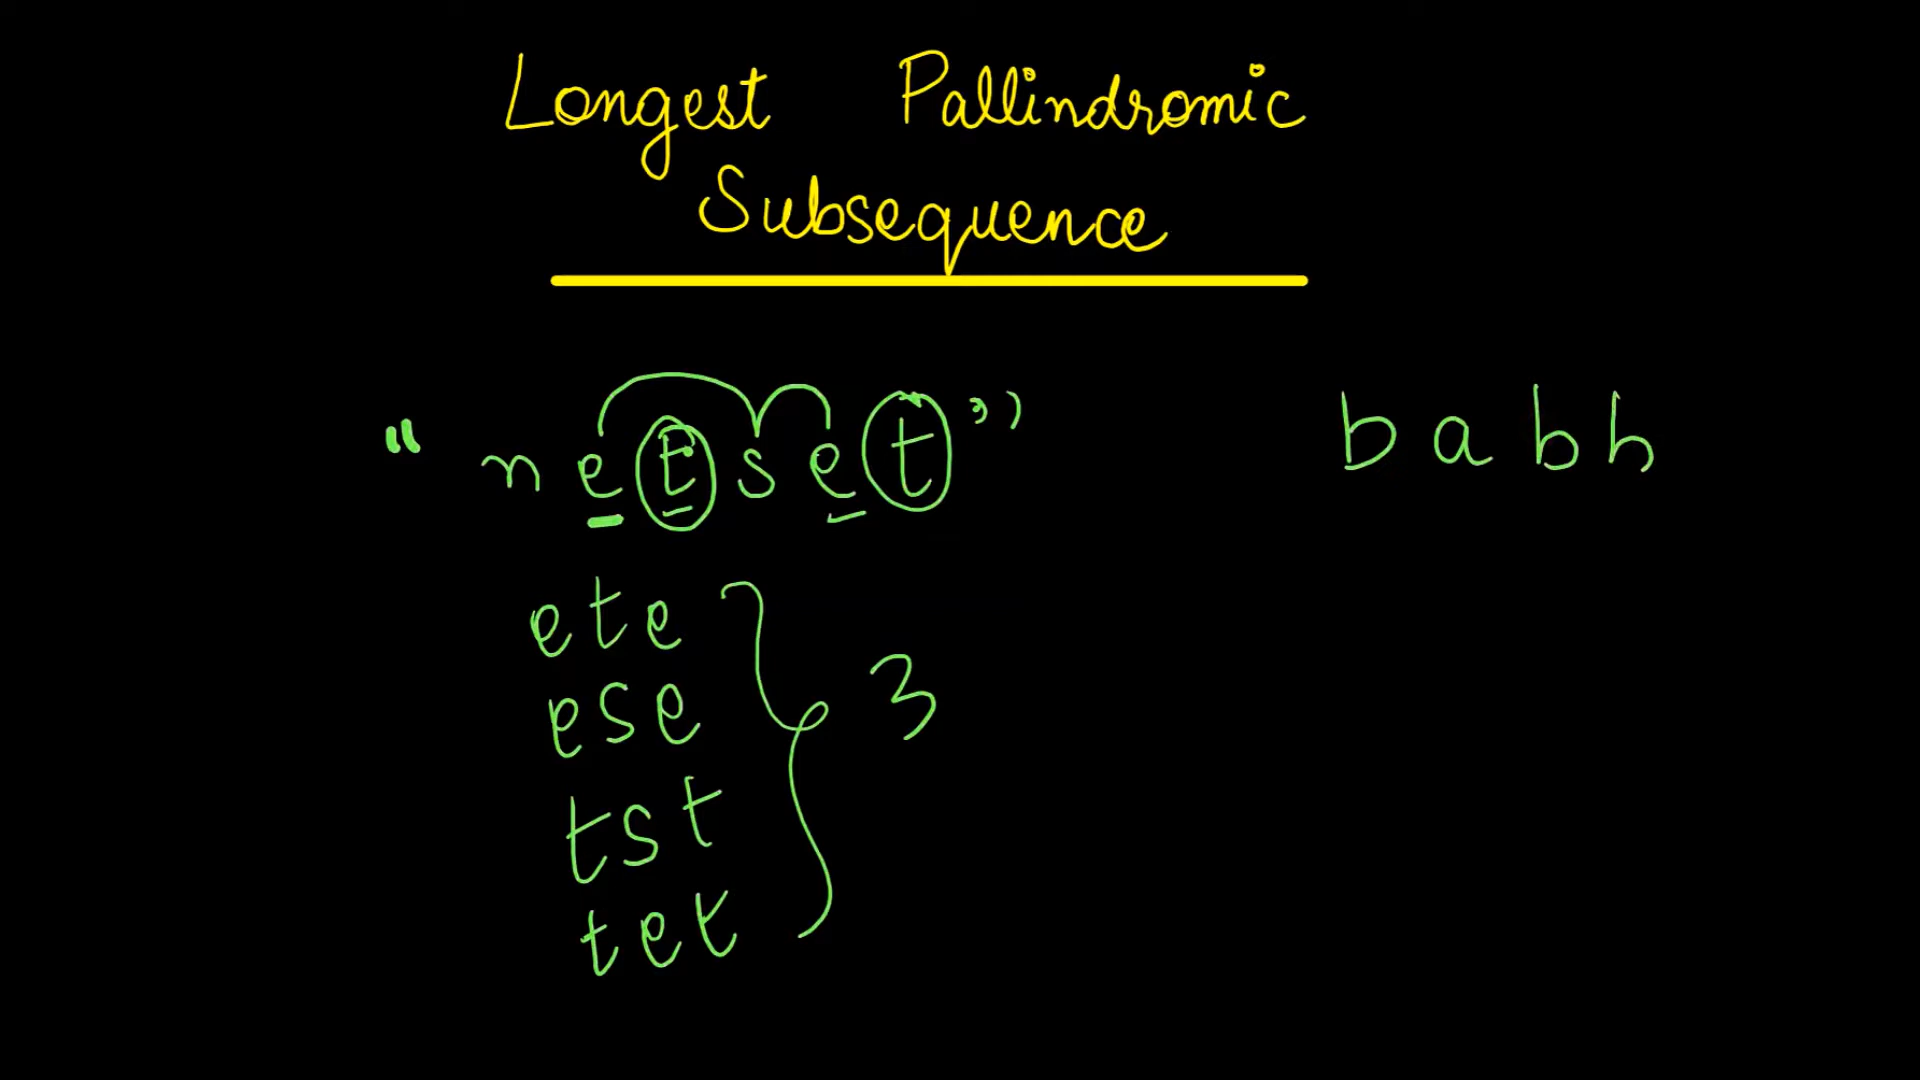 Longest Pallindromic
Subsequence
"netset" babh
ete
ese
tst
tet
3